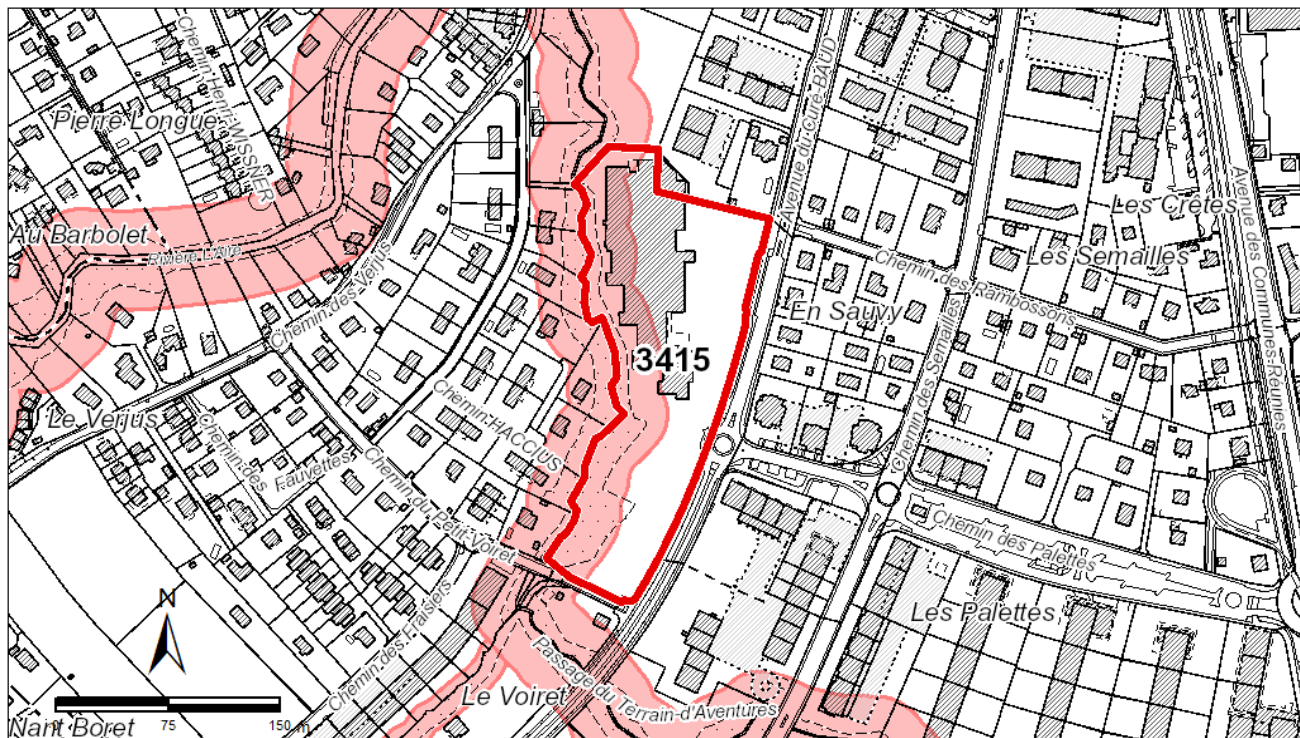 Chemin Henri-WISSNER
Pierre Longue
Au Barbolet
Rivière L'Aire
Chemin des Verjus
Le Verjus
Chemin des
Fauvettes
Chemin HACCIUS
Chemin du Petit-Voiret
Chemin des Fraisiers
Le Voiret
Passage du Terrain-d'Aventures
Nant Boret
N
0
75
150 m
3415
Avenue du Curé-BAUD
En Sauvy
Chemin des Semailles
Chemin des Rambossons
Les Semailles
Les Crêtes
Avenue des Communes-Réunies
Chemin des Palettes
Les Palettes